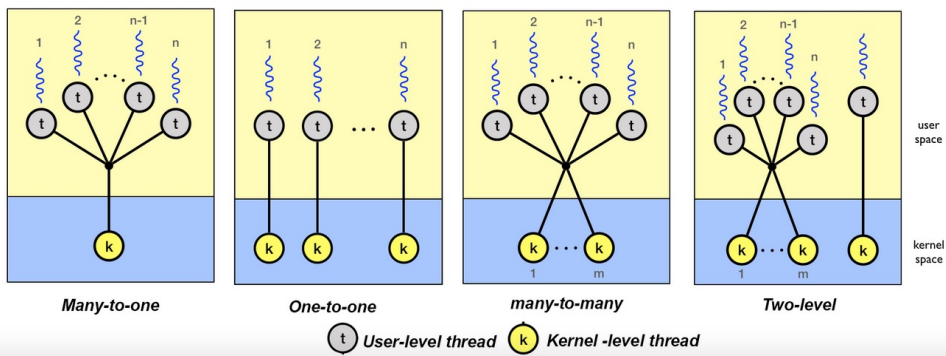 1
2
n-1
n
t
t
t
t
k
Many-to-one
1
2
n
t
t
t
k
k
k
One-to-one
1
2
n-1
n
t
t
t
t
k
k
1
m
many-to-many
1
2
n-1
n
t
t
t
t
t
k
k
k
1
m
Two-level
user
space
kernel
space
t User-level thread
k Kernel -level thread